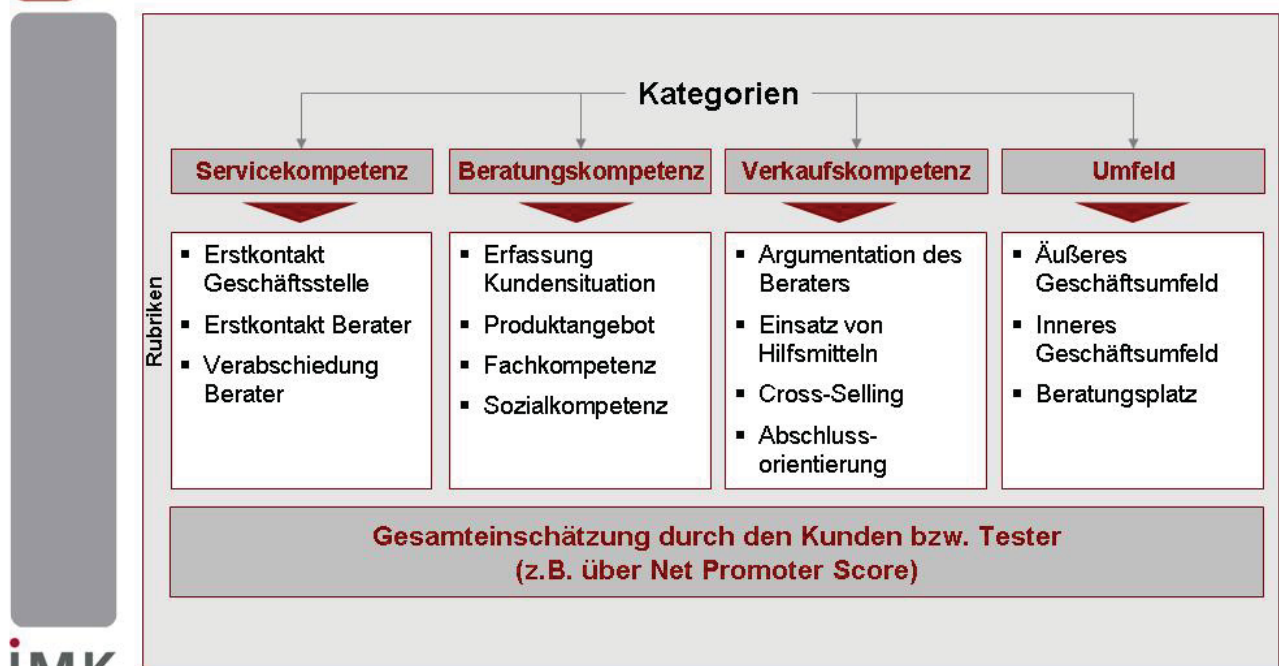 Kategorien
Servicekompetenz
Beratungskompetenz
Verkaufskompetenz
Umfeld
Rubriken
▪ Erstkontakt
Geschäftsstelle
▪ Erstkontakt Berater
▪ Verabschiedung
Berater
▪ Erfassung
Kundensituation
▪ Produktangebot
▪ Fachkompetenz
▪ Sozialkompetenz
▪ Argumentation des
Beraters
▪ Einsatz von
Hilfsmitteln
▪ Cross-Selling
▪ Abschluss-
orientierung
▪ Äußeres
Geschäftsumfeld
▪ Inneres
Geschäftsumfeld
▪ Beratungsplatz
Gesamteinschätzung durch den Kunden bzw. Tester
(z.B. über Net Promoter Score)
iMK